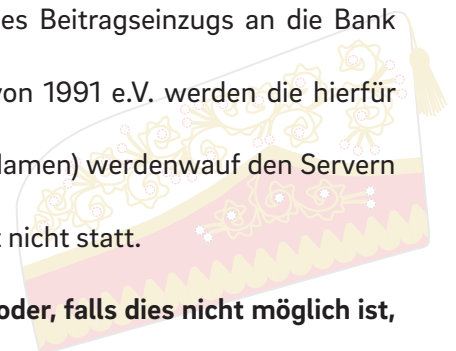 es Beitragseinzugs an die Bank
von 1991 e.V. werden die hierfür
Namen) werdenwauf den Servern
t nicht statt.
oder, falls dies nicht möglich ist,